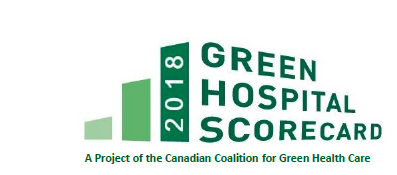 2018
GREEN
HOSPITAL
SCORECARD
A Project of the Canadian Coalition for Green Health Care